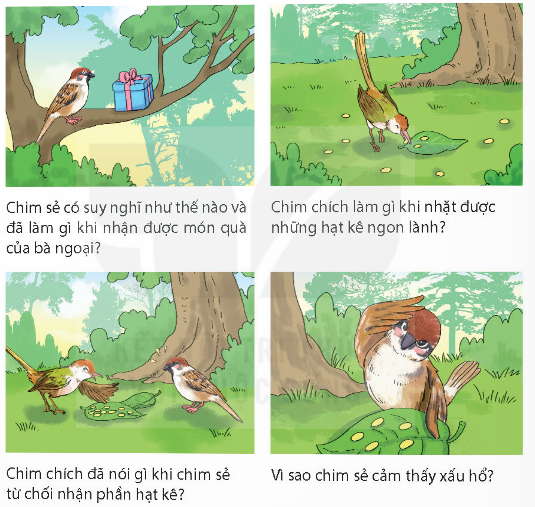 Chim sẻ có suy nghĩ như thế nào và
đã làm gì khi nhận được món quà
của bà ngoại?
Chim chích làm gì khi nhặt được
những hạt kê ngon lành?
Chim chích đã nói gì khi chim sẻ
từ chối nhận phần hạt kê?
Vì sao chim sẻ cảm thấy xấu hổ?